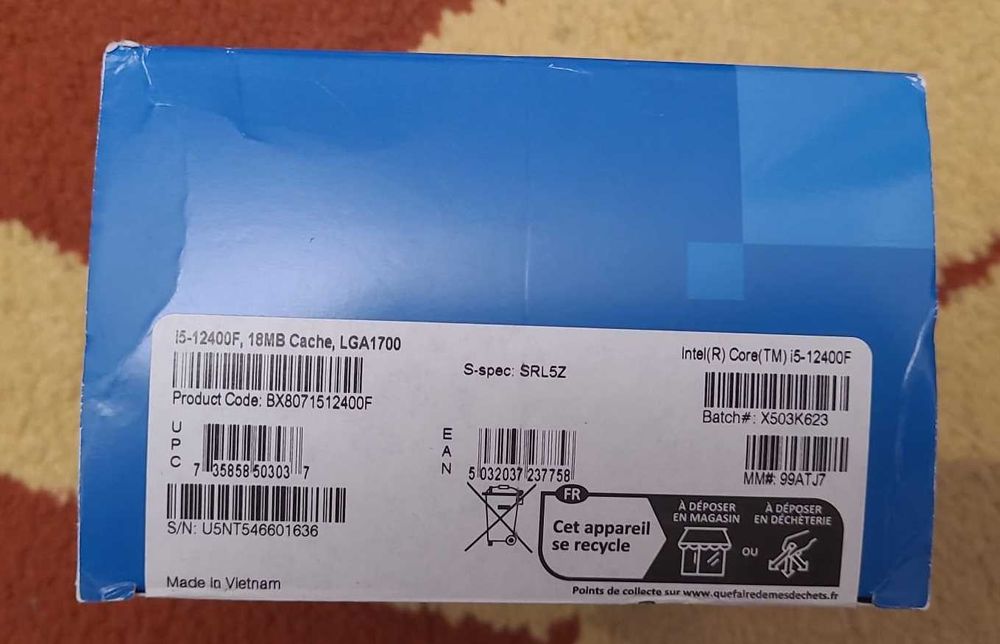 i5-12400F, 18MB Cache, LGA1700
Product Code: BX8071512400F
UPC
7 35858 50303 7
S/N: U5NT546601636
Made in Vietnam
S-spec: SRL5Z
EAN
5 032037 237758
Intel(R) Core(TM) i5-12400F
Batch#: X503K623
MM#: 99ATJ7
FR
Cet appareil
se recycle
À DÉPOSER
EN MAGASIN
OU
À DÉPOSER
EN DÉCHÈTERIE
Points de collecte sur www.quefairedemesdechets.fr